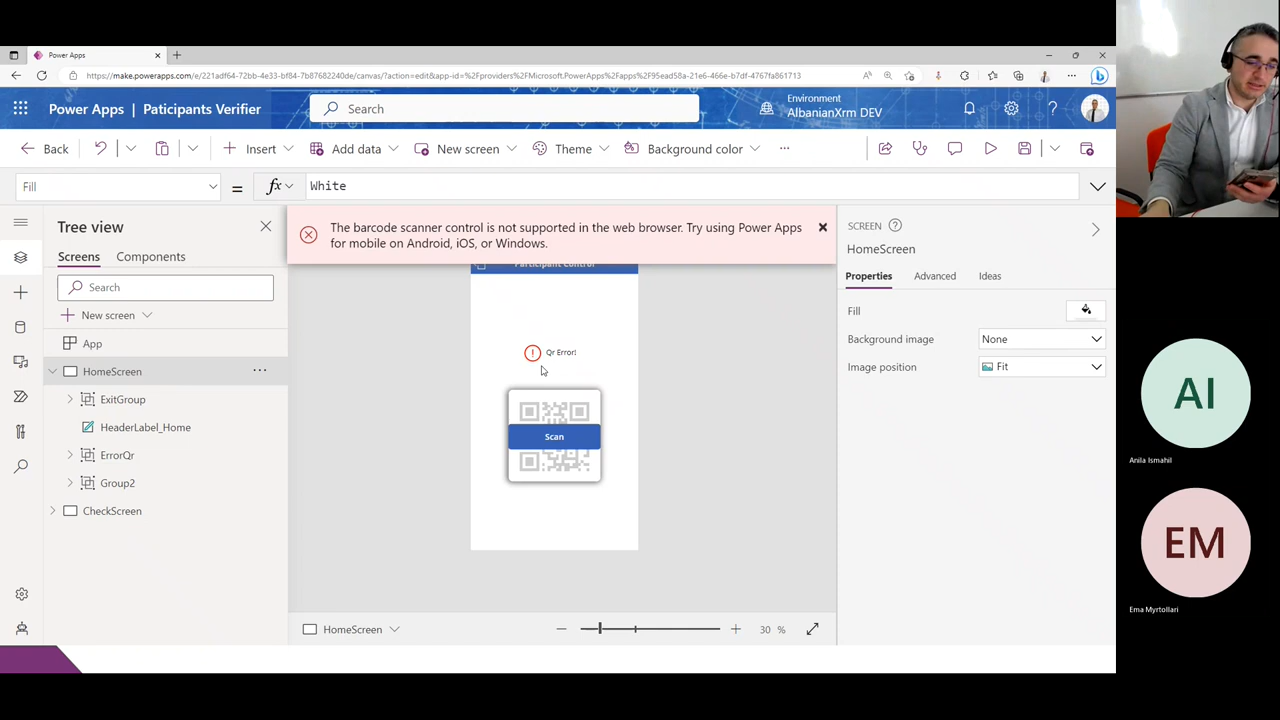 Power Apps
https://make.powerapps.com/e/221adf64-72bb-4e33-bf84-7b87682240de/canvas/?action=edit&app-id=%2Fproviders%2FMicrosoft.PowerApps%2Fapps%2F95ead58a-21e6-466e-b7df-4767fa861713
Power Apps | Paticipants Verifier
Search
Environment
AlbanianXrm DEV
Back
Insert
Add data
New screen
Theme
Background color
Fill
= fx
White
Tree view
Screens
Components
Search
New screen
App
HomeScreen
ExitGroup
HeaderLabel_Home
ErrorQr
Group2
CheckScreen
The barcode scanner control is not supported in the web browser. Try using Power Apps
for mobile on Android, iOS, or Windows.
Participant Control
Qr Error!
Scan
HomeScreen
30 %
SCREEN
HomeScreen
Properties
Advanced
Ideas
Fill
Background image
None
Image position
Fit
AI
Anila Ismahil
EM
Ema Myrtollari